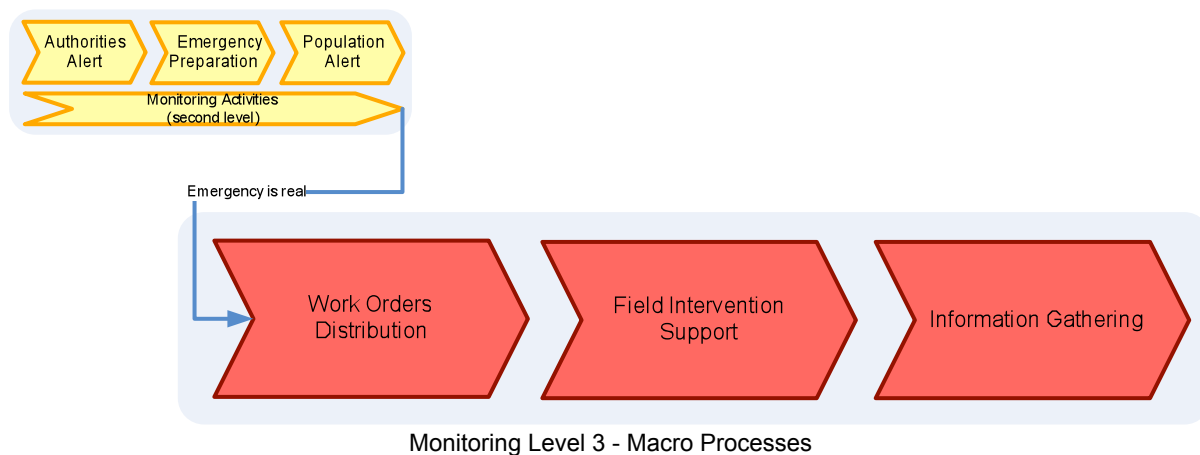 Authorities
Alert
Emergency
Preparation
Population
Alert
Monitoring Activities
(second level)
Emergency is real
Work Orders
Distribution
Field Intervention
Support
Information Gathering
Monitoring Level 3 - Macro Processes